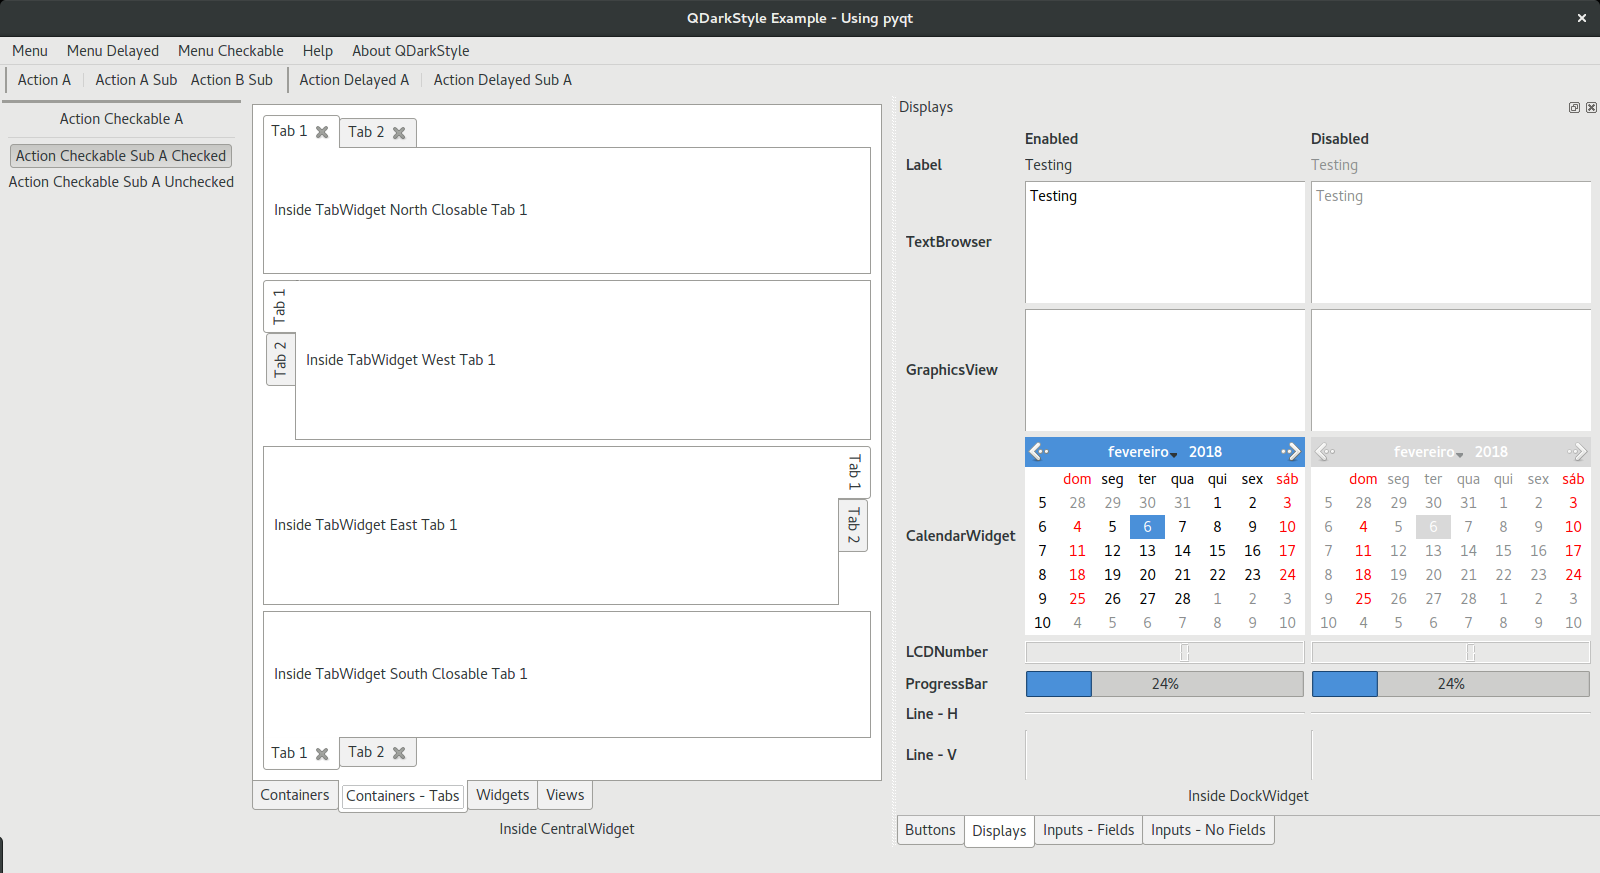 QDarkStyle Example - Using pyqt
Menu Menu Delayed Menu Checkable Help About QDarkStyle
Action A Action A Sub Action B Sub Action Delayed A Action Delayed Sub A
Action Checkable A
Action Checkable Sub A Checked
Action Checkable Sub A Unchecked
Tab 1 Tab 2
Inside TabWidget North Closable Tab 1
Tab 1
Tab 2
Inside TabWidget West Tab 1
Tab 1
Tab 2
Inside TabWidget East Tab 1
Inside TabWidget South Closable Tab 1
Tab 1 Tab 2
Containers Containers - Tabs Widgets Views
Inside CentralWidget
Displays
Enabled Disabled
Label Testing Testing
Testing Testing
TextBrowser
GraphicsView
CalendarWidget
fevereiro 2018
dom seg ter qua qui sex sáb
5 28 29 30 31 1 2 3
6 4 5 6 7 8 9 10
7 11 12 13 14 15 16 17
8 18 19 20 21 22 23 24
9 25 26 27 28 1 2 3
10 4 5 6 7 8 9 10
fevereiro 2018
dom seg ter qua qui sex sáb
5 28 29 30 31 1 2 3
6 4 5 6 7 8 9 10
7 11 12 13 14 15 16 17
8 18 19 20 21 22 23 24
9 25 26 27 28 1 2 3
10 4 5 6 7 8 9 10
LCDNumber
ProgressBar 24% 24%
Line - H
Line - V
Inside DockWidget
Buttons Displays Inputs - Fields Inputs - No Fields